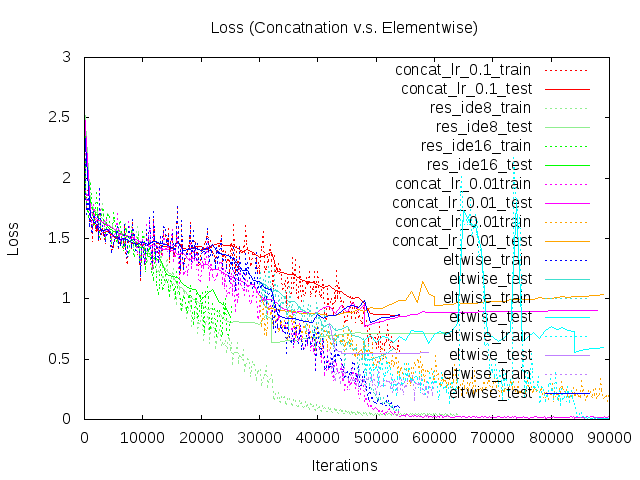 Loss (Concatnation v.s. Elementwise)
3
2.5
2
1.5
1
0.5
0
Loss
concat_lr_0.1_train
concat_lr_0.1_test
res_ide8_train
res_ide8_test
res_ide16_train
res_ide16_test
concat_lr_0.01train
concat_lr_0.01_test
concat_lr_0.01train
concat_lr_0.01_test
eltwise_train
eltwise_test
eltwise_train
eltwise_test
eltwise_train
eltwise_test
eltwise_train
eltwise_test
0 10000 20000 30000 40000 50000 60000 70000 80000 90000
Iterations